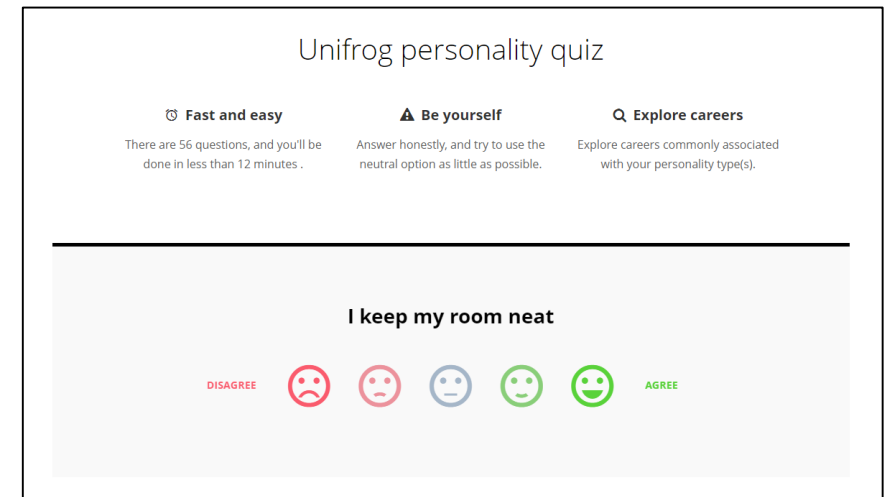 Unifrog personality quiz
Fast and easy
There are 56 questions, and you'll be
done in less than 12 minutes .
Be yourself
Answer honestly, and try to use the
neutral option as little as possible.
Explore careers
Explore careers commonly associated
with your personality type(s).
I keep my room neat
DISAGREE
AGREE